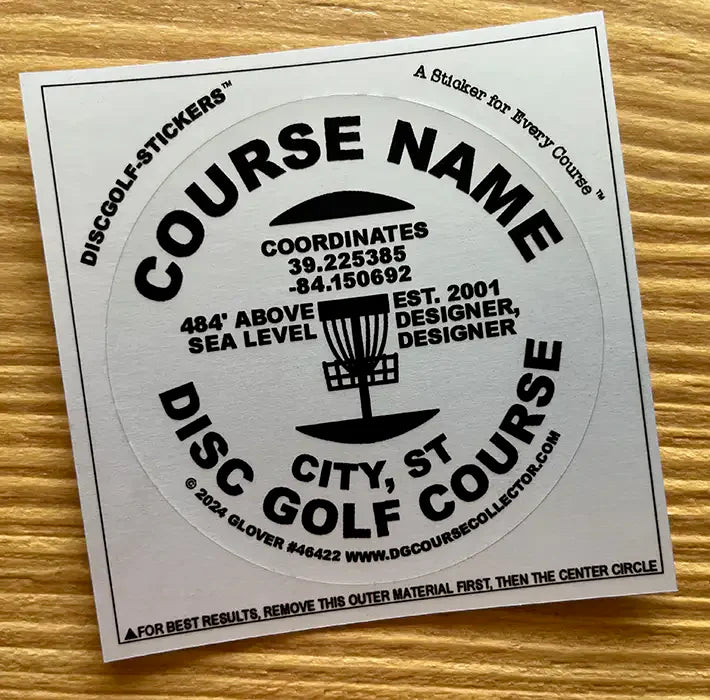 DISCGOLF-STICKERS™
A Sticker for Every Course ™
COURSE NAME
COORDINATES
39.225385
-84.150692
484' ABOVE
SEA LEVEL
EST. 2001
DESIGNER,
DESIGNER
CITY, ST
DISC GOLF COURSE
© 2024 GLOVER #46422 WWW.DGCOURSECOLLECTOR.COM
▲FOR BEST RESULTS, REMOVE THIS OUTER MATERIAL FIRST, THEN THE CENTER CIRCLE